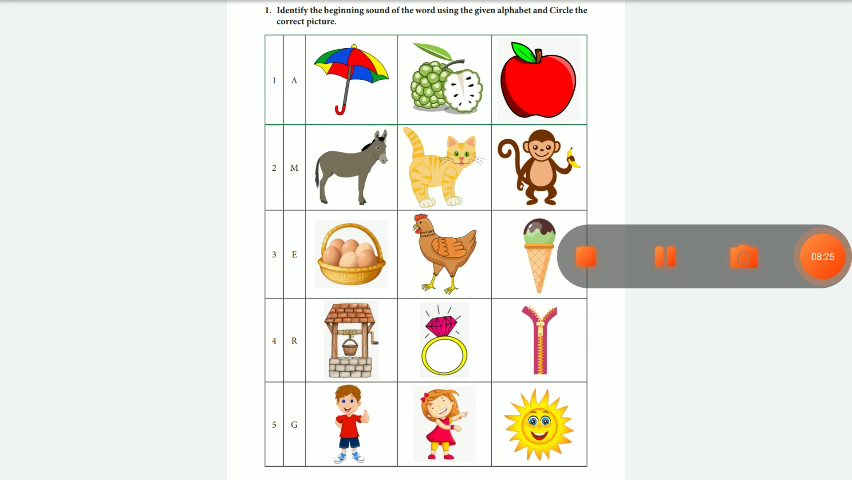 1. Identify the beginning sound of the word using the given alphabet and Circle the
correct picture.
1 A
2 M
3 E
4 R
5 G
08:25